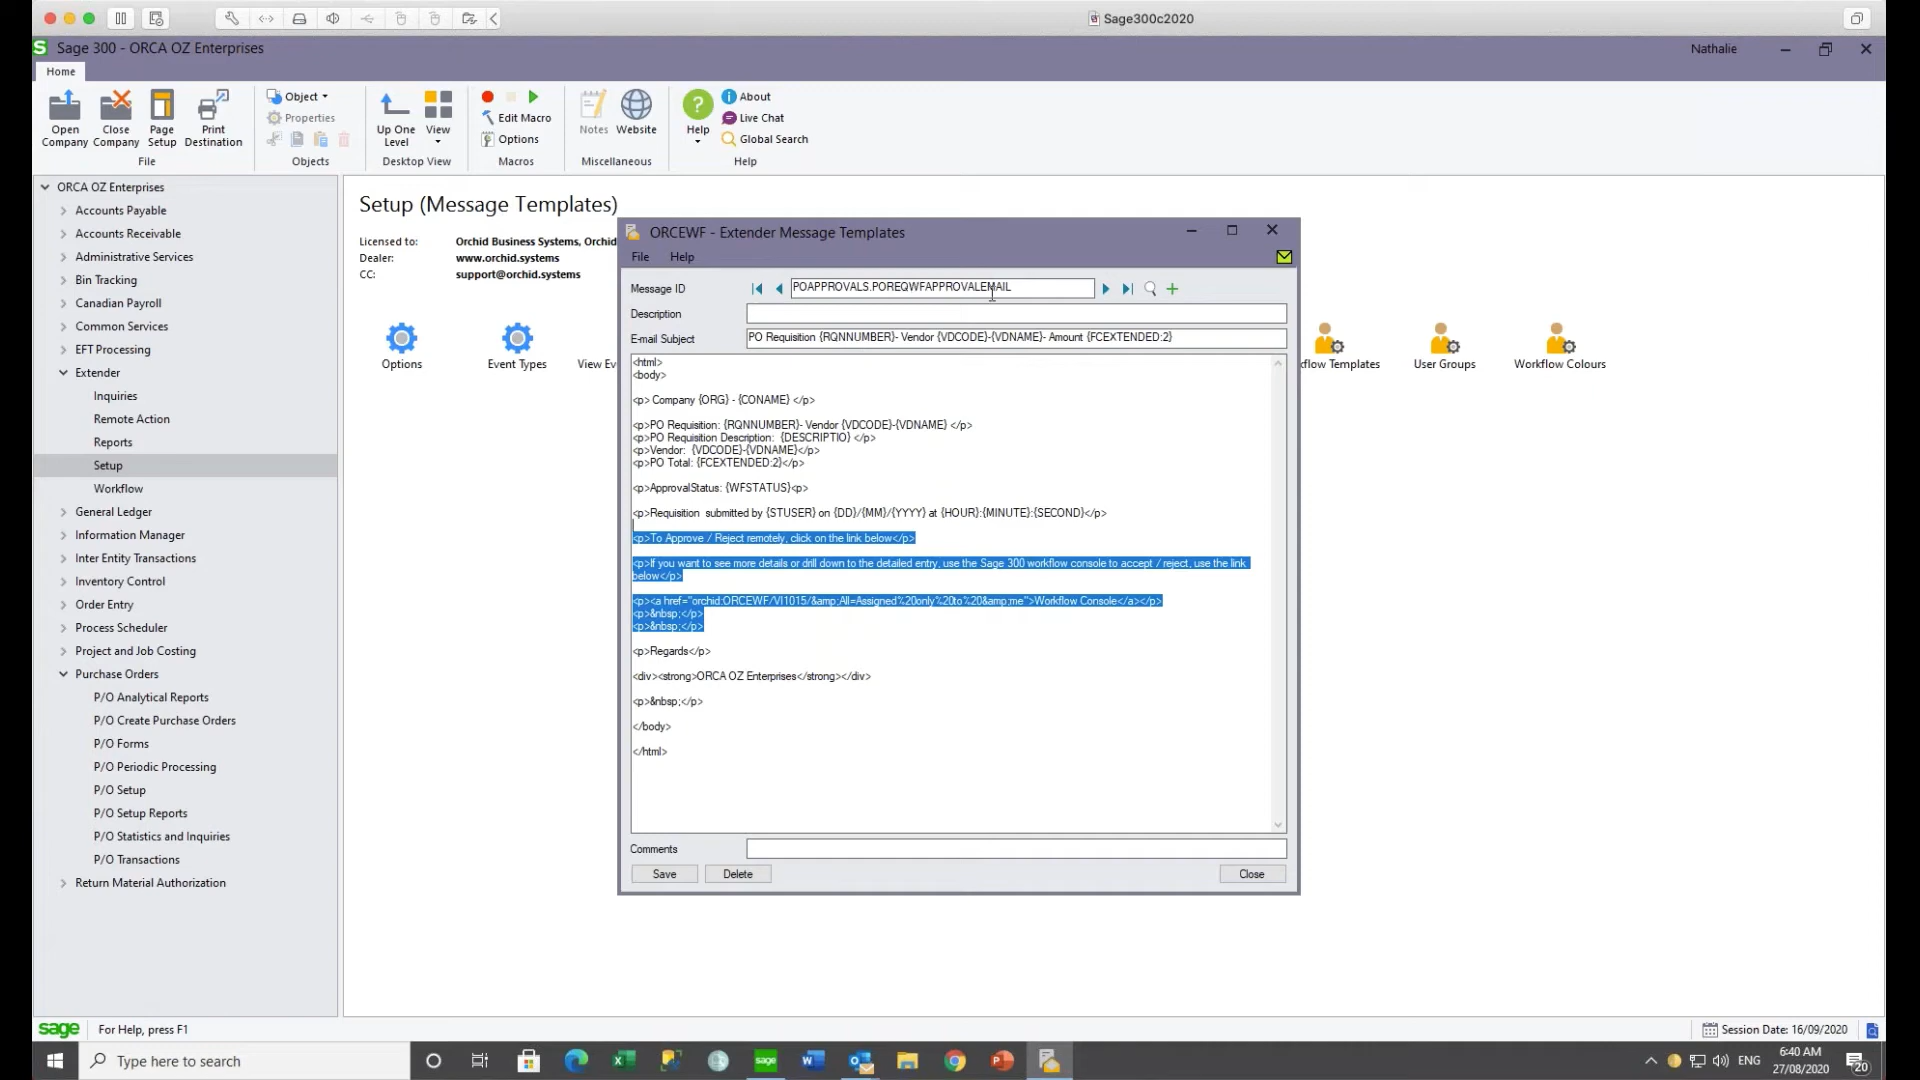 Sage300c2020
Sage 300 - ORCA OZ Enterprises
Nathalie
Home
Open Company
Close Company
Page Setup
Print Destination
File
Object
Properties
Objects
Up One Level
View
Desktop View
Edit Macro
Options
Macros
Notes
Website
Miscellaneous
Help
About
Live Chat
Global Search
Help
ORCA OZ Enterprises
Accounts Payable
Accounts Receivable
Administrative Services
Bin Tracking
Canadian Payroll
Common Services
EFT Processing
Extender
Inquiries
Remote Action
Reports
Setup
Workflow
General Ledger
Information Manager
Inter Entity Transactions
Inventory Control
Order Entry
Process Scheduler
Project and Job Costing
Purchase Orders
P/O Analytical Reports
P/O Create Purchase Orders
P/O Forms
P/O Periodic Processing
P/O Setup
P/O Setup Reports
P/O Statistics and Inquiries
P/O Transactions
Return Material Authorization
Setup (Message Templates)
Licensed to: Orchid Business Systems, Orchid
Dealer: www.orchid.systems
CC: support@orchid.systems
Options
Event Types
View Ev
flow Templates
User Groups
Workflow Colours
ORCEWF - Extender Message Templates
File Help
Message ID POAPPROVALS.POREQWFAPPROVALEMAIL
Description
E-mail Subject PO Requisition {RQNNUMBER}- Vendor {VDCODE}-{VDNAME}- Amount {FCEXTENDED:2}
<html>
<body>
<p> Company {ORG} - {CONAME} </p>
<p>PO Requisition: {RQNNUMBER}- Vendor {VDCODE}-{VDNAME} </p>
<p>PO Requisition Description:  {DESCRIPTIO} </p>
<p>Vendor:  {VDCODE}-{VDNAME}</p>
<p>PO Total: {FCEXTENDED:2}</p>
<p>ApprovalStatus: {WFSTATUS}<p>
<p>Requisition  submitted by {STUSER} on {DD}/{MM}/{YYYY} at {HOUR}:{MINUTE}:{SECOND}</p>
<p>To Approve / Reject remotely, click on the link below</p>
<p>If you want to see more details or drill down to the detailed entry, use the Sage 300 workflow console to accept / reject, use the link
below</p>
<p><a href="orchid:ORCEWF/VI1015/&amp;All=Assigned%20only%20to%20&amp;me">Workflow Console</a></p>
<p>&nbsp;</p>
<p>&nbsp;</p>
<p>Regards</p>
<div><strong>ORCA OZ Enterprises</strong></div>
<p>&nbsp;</p>
</body>
</html>
Comments
Save Delete Close
sage For Help, press F1
Session Date: 16/09/2020
Type here to search
sage
ENG
6:40 AM
27/08/2020
20